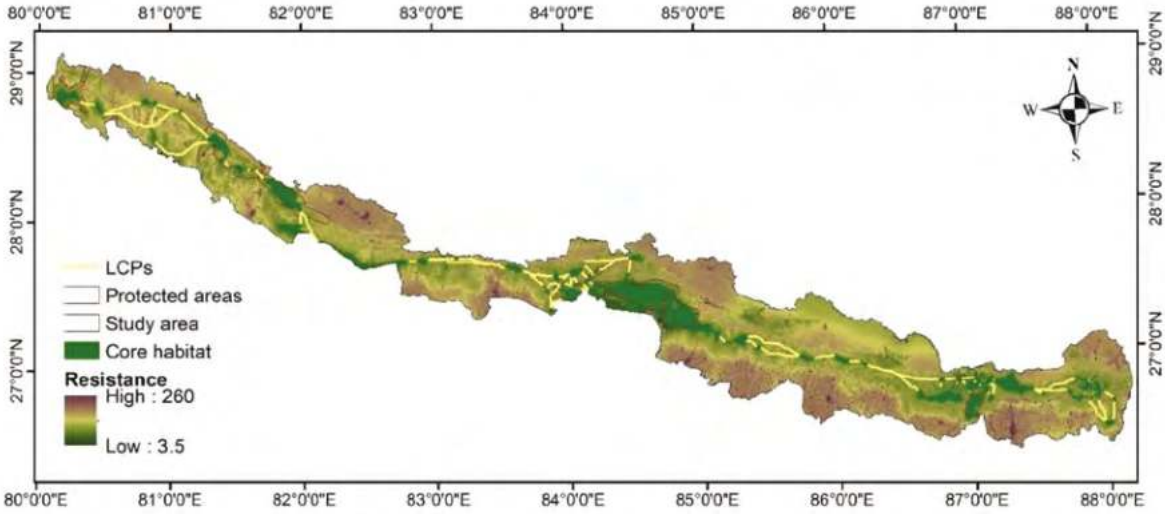 80°0'0"E 81°0'0"E 82°0'0"E 83°0'0"E 84°0'0"E 85°0'0"E 86°0'0"E 87°0'0"E 88°0'0"E
29°0'0"N
29°0'0"N
N
W E
S
28°0'0"N
28°0'0"N
LCPs
Protected areas
Study area
Core habitat
Resistance
High : 260
Low : 3.5
27°0'0"N
27°0'0"N
80°0'0"E 81°0'0"E 82°0'0"E 83°0'0"E 84°0'0"E 85°0'0"E 86°0'0"E 87°0'0"E 88°0'0"E